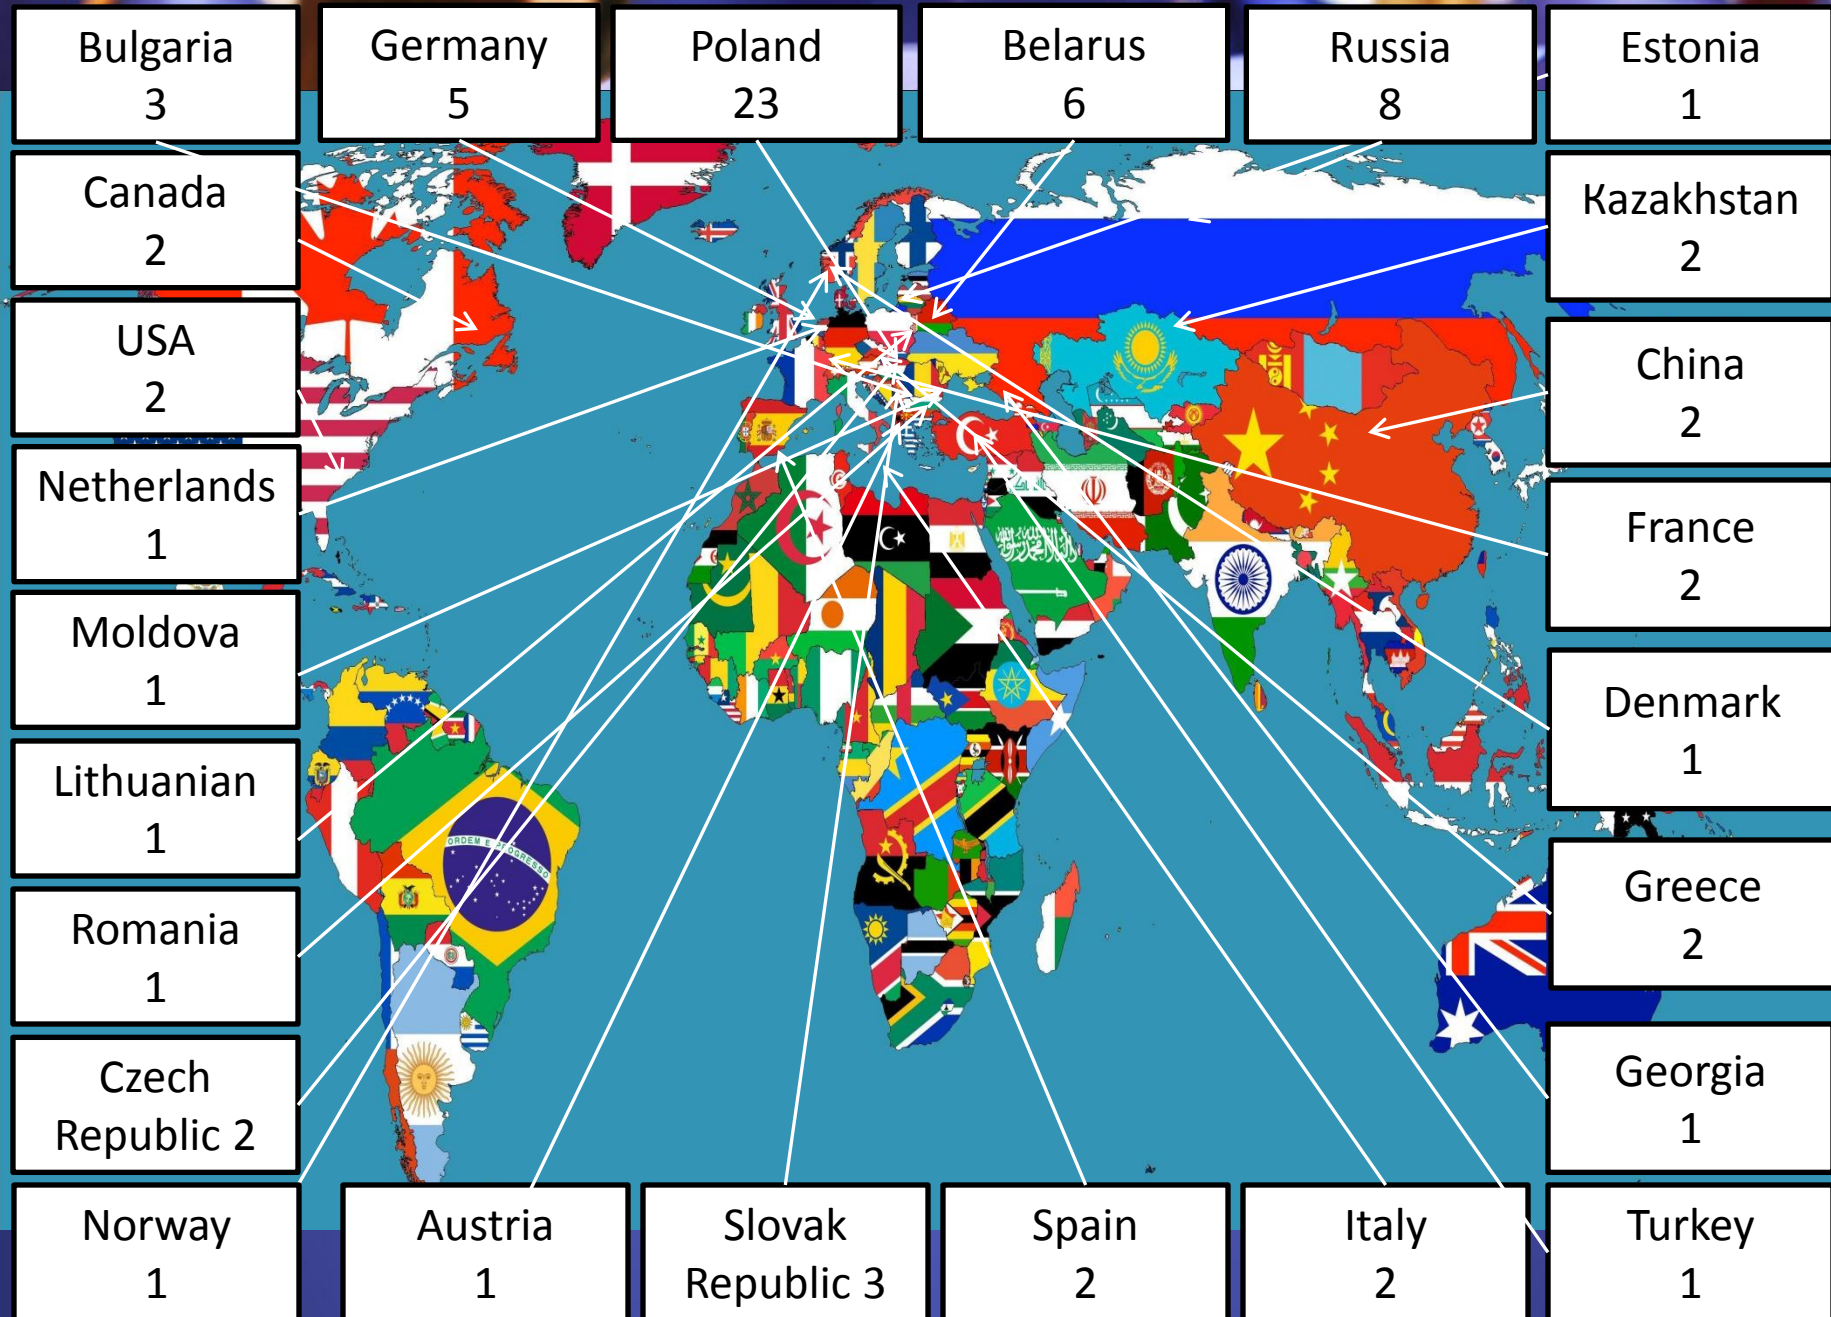 Bulgaria
3
Germany
5
Poland
23
Belarus
6
Russia
8
Estonia
1
Canada
2
Kazakhstan
2
USA
2
China
2
Netherlands
1
France
2
Moldova
1
Denmark
1
Lithuanian
1
Greece
2
Romania
1
Czech
Republic 2
Georgia
1
Norway
1
Austria
1
Slovak
Republic 3
Spain
2
Italy
2
Turkey
1
ORDEM E PROGRESSO